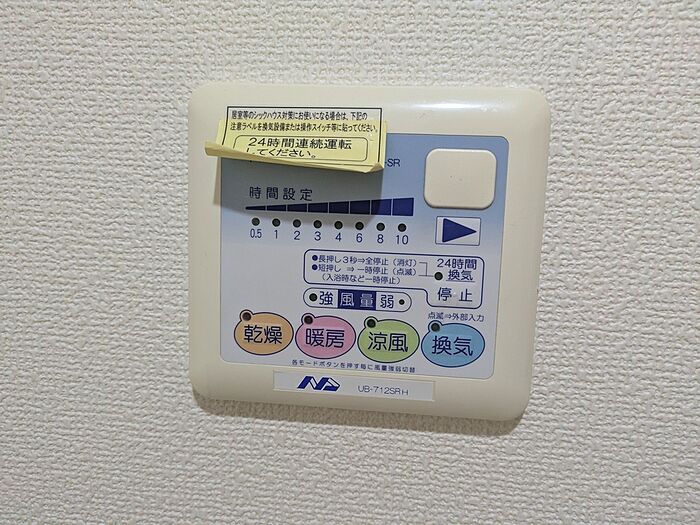 居室等のシックハウス対策にお使いになる場合は、下記の
注意ラベルを換気設備または操作スイッチ等に貼ってください。
24時間連続運転
してください。
-SR
時間設定
0.5 1 2 3 4 6 8 10
●長押し3秒⇒全停止（消灯）
●短押し ⇒一時停止（点滅）
（入浴時など一時停止）
24時間
換気
停止
強風量弱
点滅⇒外部入力
乾燥 暖房 涼風 換気
各モードボタンを押す毎に風量強弱切替
UB-712SRH